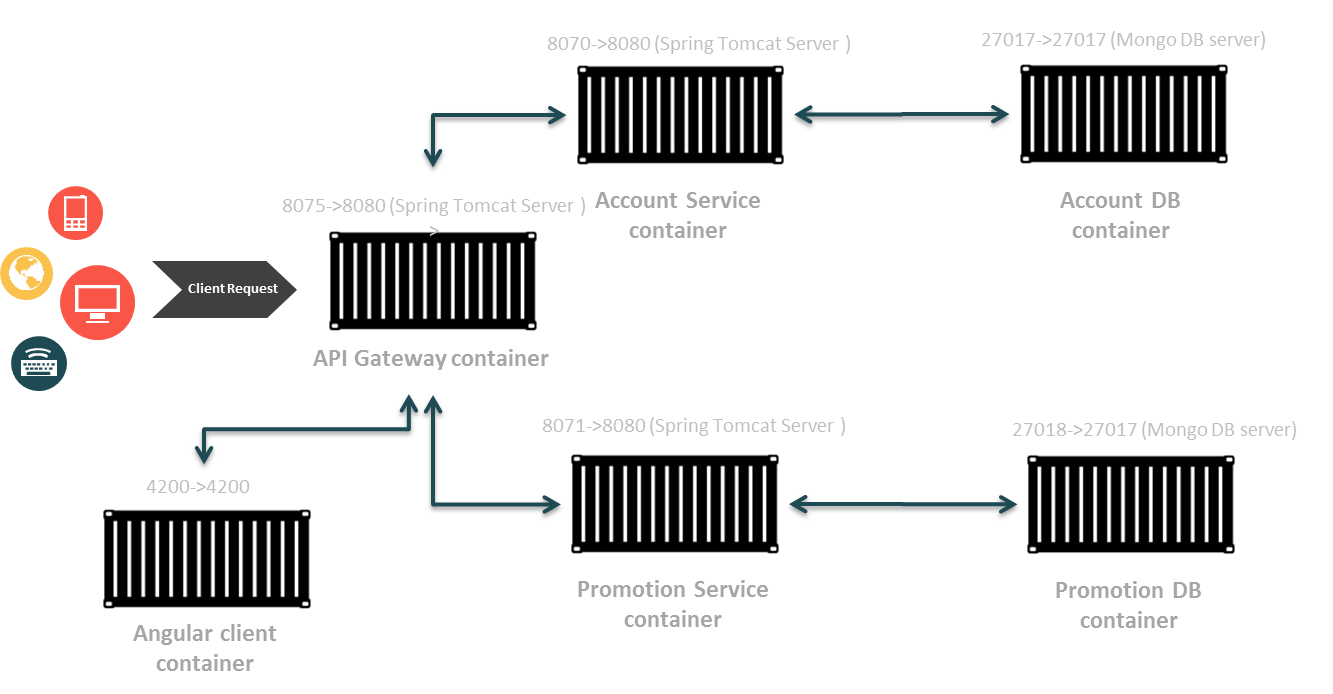 8070->8080 (Spring Tomcat Server )
27017->27017 (Mongo DB server)
Account Service
container
Account DB
container
8075->8080 (Spring Tomcat Server )
>
Client Request
API Gateway container
8071->8080 (Spring Tomcat Server )
27018->27017 (Mongo DB server)
4200->4200
Promotion Service
container
Promotion DB
container
Angular client
container